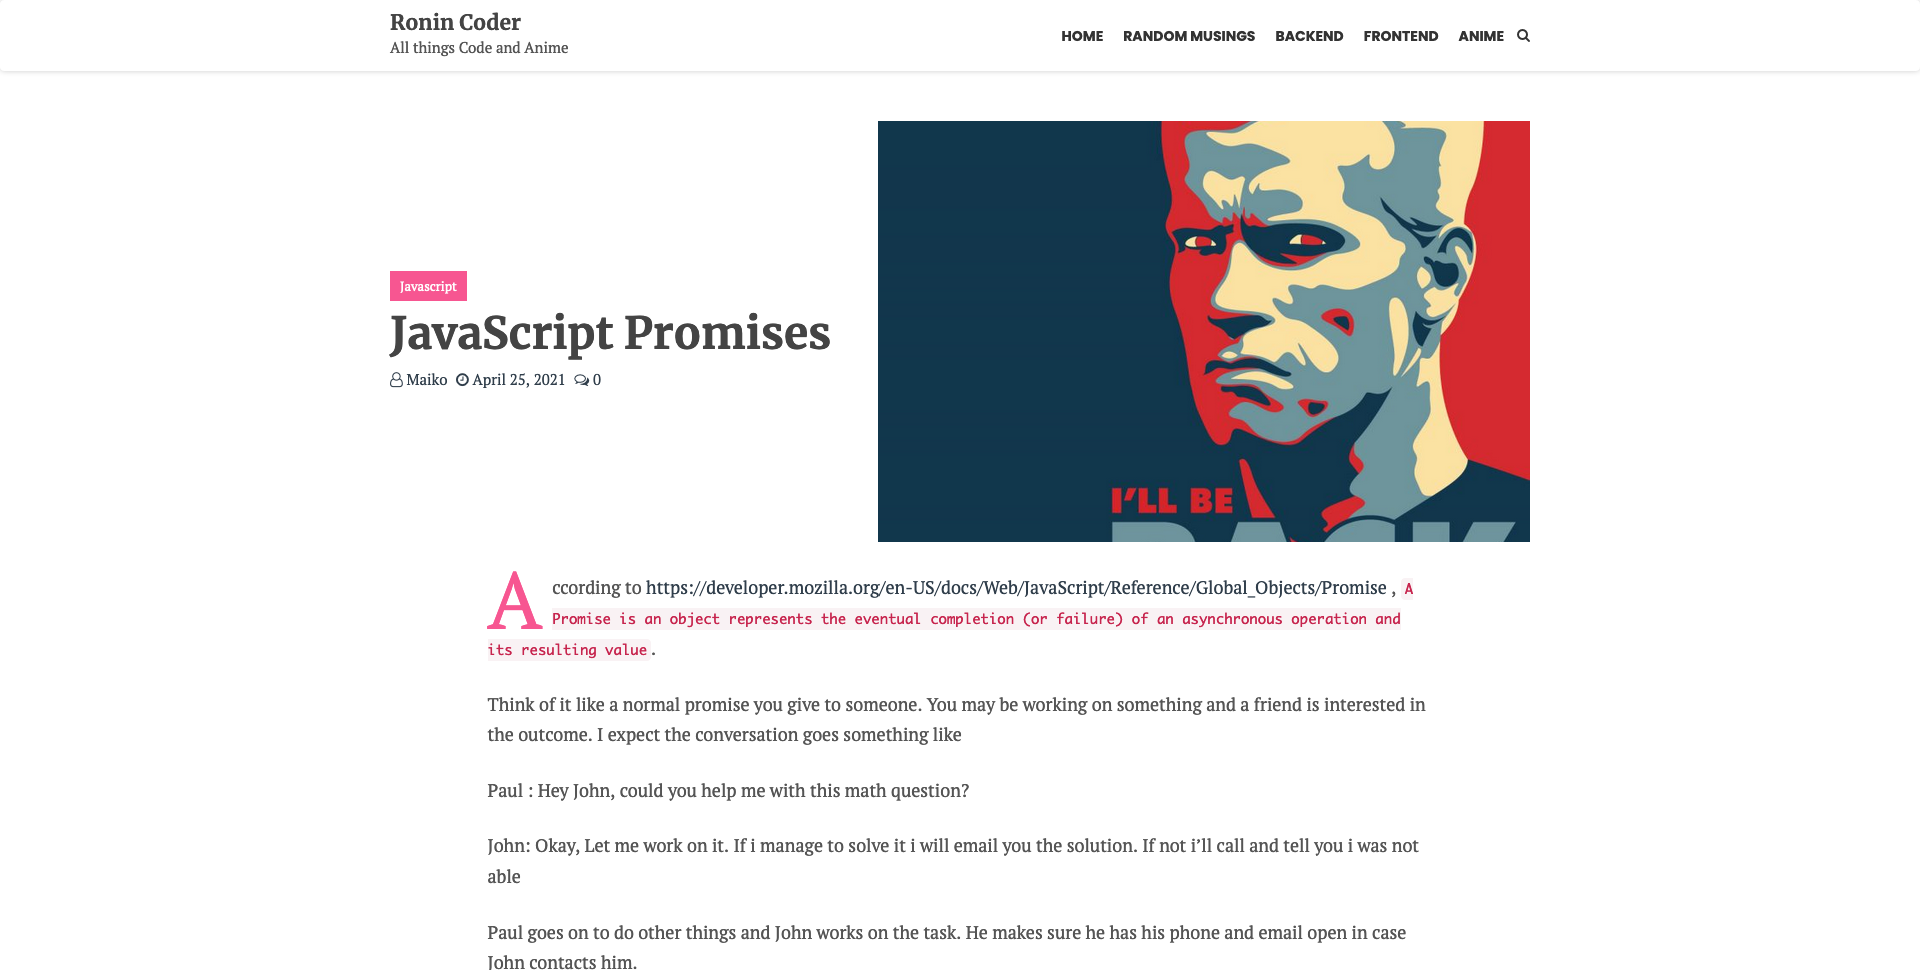 Ronin Coder
All things Code and Anime
HOME RANDOM MUSINGS BACKEND FRONTEND ANIME
Javascript
JavaScript Promises
Maiko April 25, 2021 0
I'LL BE
BACK
According to https://developer.mozilla.org/en-US/docs/Web/JavaScript/Reference/Global_Objects/Promise , A
Promise is an object represents the eventual completion (or failure) of an asynchronous operation and
its resulting value.
Think of it like a normal promise you give to someone. You may be working on something and a friend is interested in
the outcome. I expect the conversation goes something like
Paul : Hey John, could you help me with this math question?
John: Okay, Let me work on it. If i manage to solve it i will email you the solution. If not i’ll call and tell you i was not
able
Paul goes on to do other things and John works on the task. He makes sure he has his phone and email open in case
John contacts him.